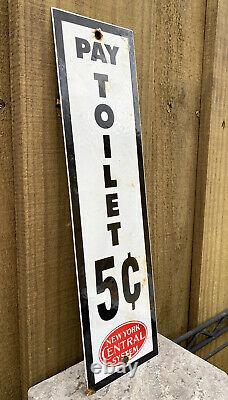 PAY
TOILET
5¢
NEW YORK
CENTRAL
SYSTEM